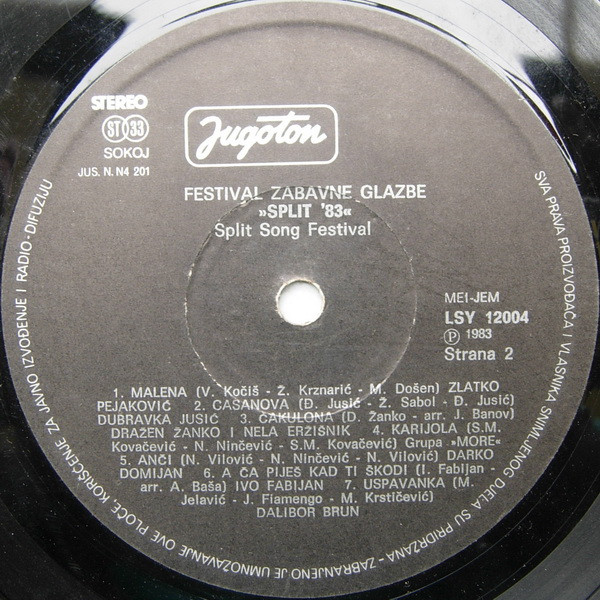 STEREO
ST 33
SOKOJ
JUS. N. N4 201
Jugoton
FESTIVAL ZABAVNE GLAZBE
»SPLIT '83«
Split Song Festival
MEI-JEM
LSY 12004
Ⓟ 1983
Strana 2
1. MALENA (V. Kočiš - Ž. Krznarić - M. Došen) ZLATKO
PEJAKOVIĆ 2. CASANOVA (D. Jusić - Ž. Sabol - D. Jusić)
DUBRAVKA JUSIĆ 3. ČAKULONA (D. Žanko - arr. J. Banov)
DRAŽEN ŽANKO I NELA ERŽIŠNIK 4. KARIJOLA (S.M.
Kovačević - N. Ninčević - S.M. Kovačević) Grupa »MORE«
5. ANČI (N. Vilović - N. Ninčević - N. Vilović) DARKO
DOMIJAN 6. A ČA PIJEŠ KAD TI ŠKODI (I. Fabijan -
arr. A. Baša) IVO FABIJAN 7. USPAVANKA (M.
Jelavić - J. Fiamengo - M. Krstičević)
DALIBOR BRUN
SVA PRAVA PROIZVOĐAČA I VLASNIKA SNIMLJENOG DJELA SU PRIDRŽANA - ZABRANJENO JE UMNOŽAVANJE OVE PLOČE, KORIŠĆENJE ZA JAVNO IZVOĐENJE I RADIO-DIFUZIJU